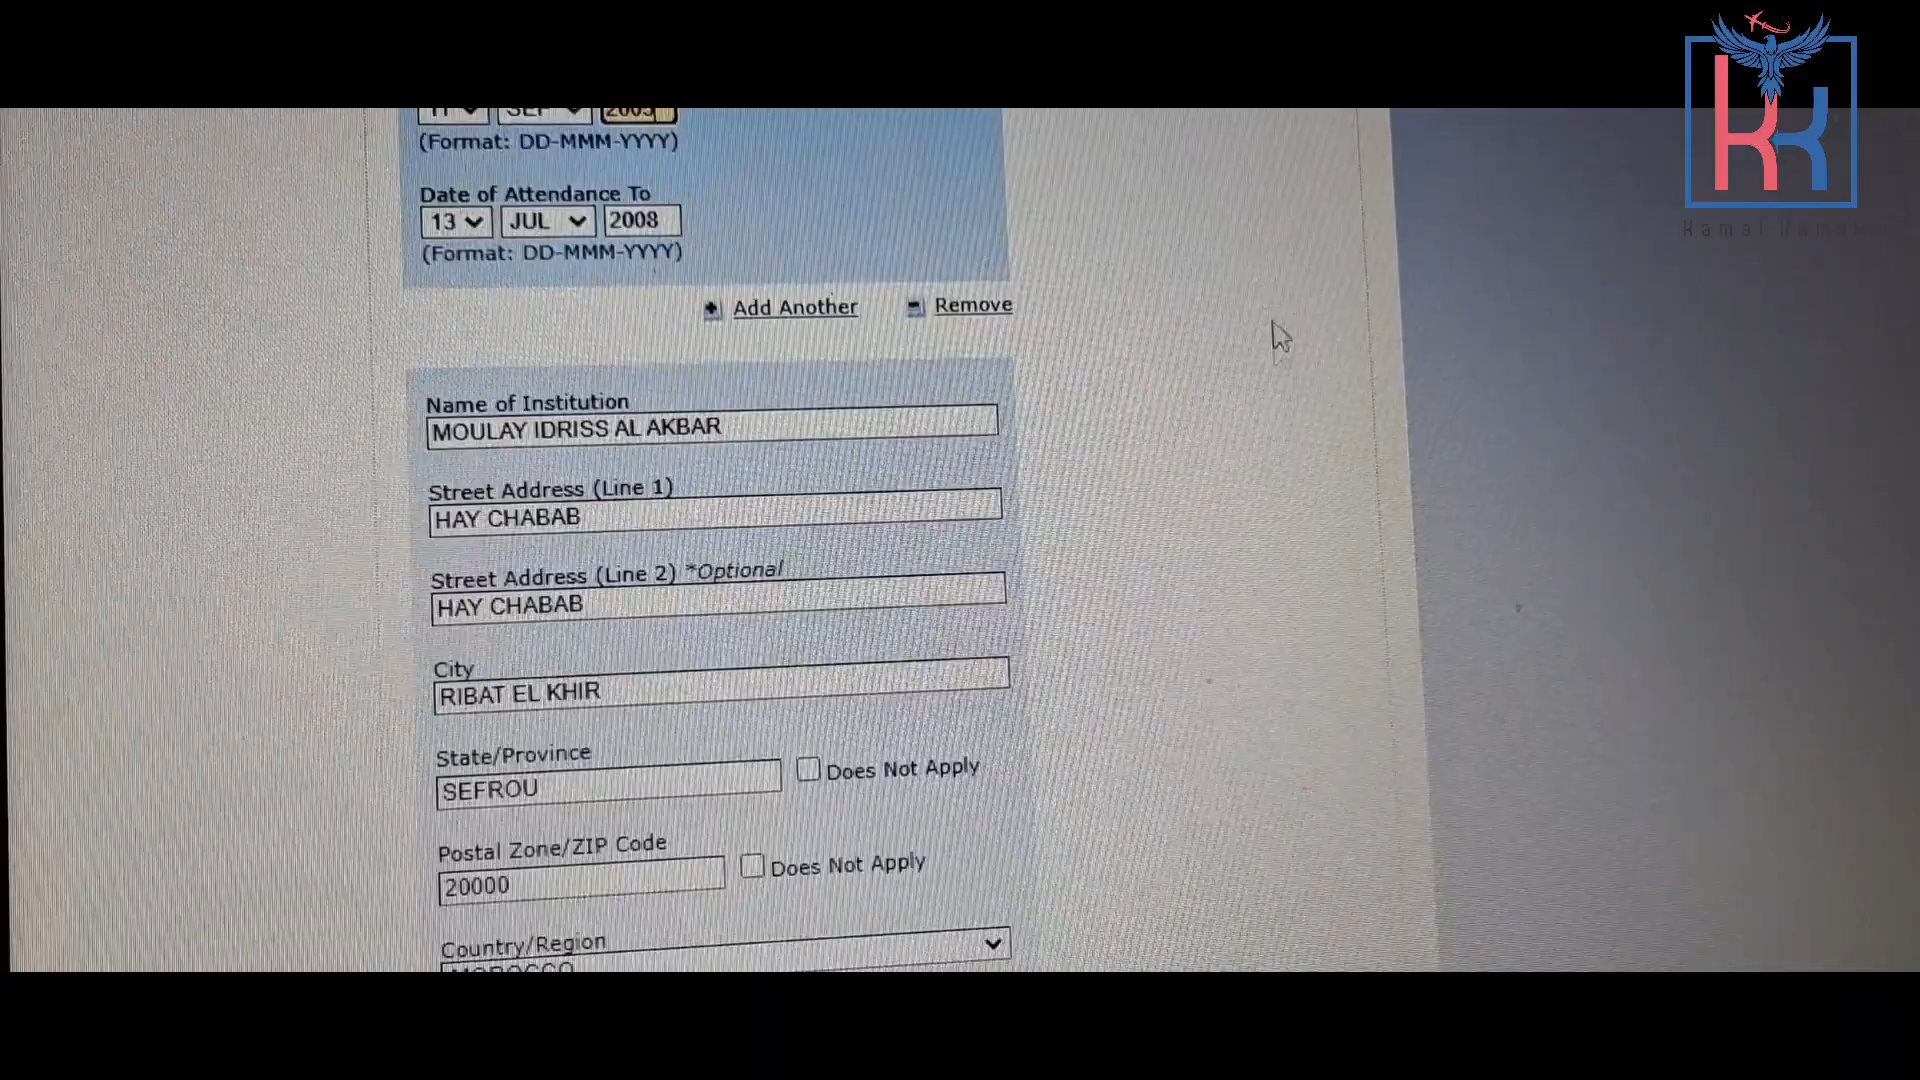 (Format: DD-MMM-YYYY)
Date of Attendance To
13 JUL 2008
(Format: DD-MMM-YYYY)
Add Another Remove
Name of Institution
MOULAY IDRISS AL AKBAR
Street Address (Line 1)
HAY CHABAB
Street Address (Line 2) *Optional
HAY CHABAB
City
RIBAT EL KHIR
State/Province
SEFROU
Does Not Apply
Postal Zone/ZIP Code
20000
Does Not Apply
Country/Region
MOROCCO